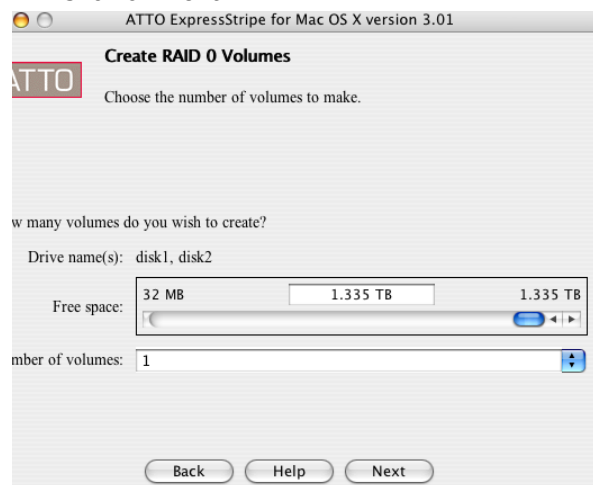 ATTO ExpressStripe for Mac OS X version 3.01
Create RAID 0 Volumes
ATTO
Choose the number of volumes to make.
w many volumes do you wish to create?
Drive name(s): disk1, disk2
Free space: 32 MB 1.335 TB 1.335 TB
mber of volumes: 1
Back Help Next